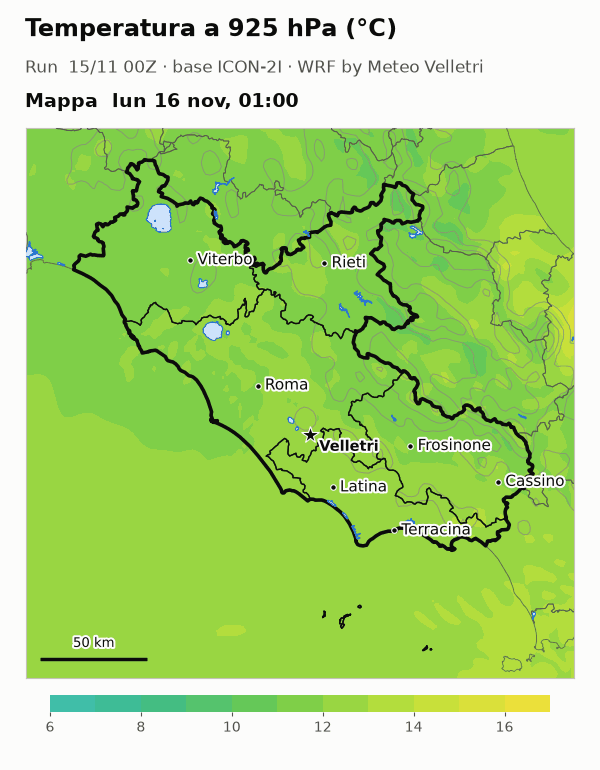 Temperatura a 925 hPa (°C)
Run  15/11 00Z · base ICON-2I · WRF by Meteo Velletri
Mappa  lun 16 nov, 01:00
Viterbo
Rieti
Roma
Velletri
Frosinone
Cassino
Latina
Terracina
50 km
6 8 10 12 14 16